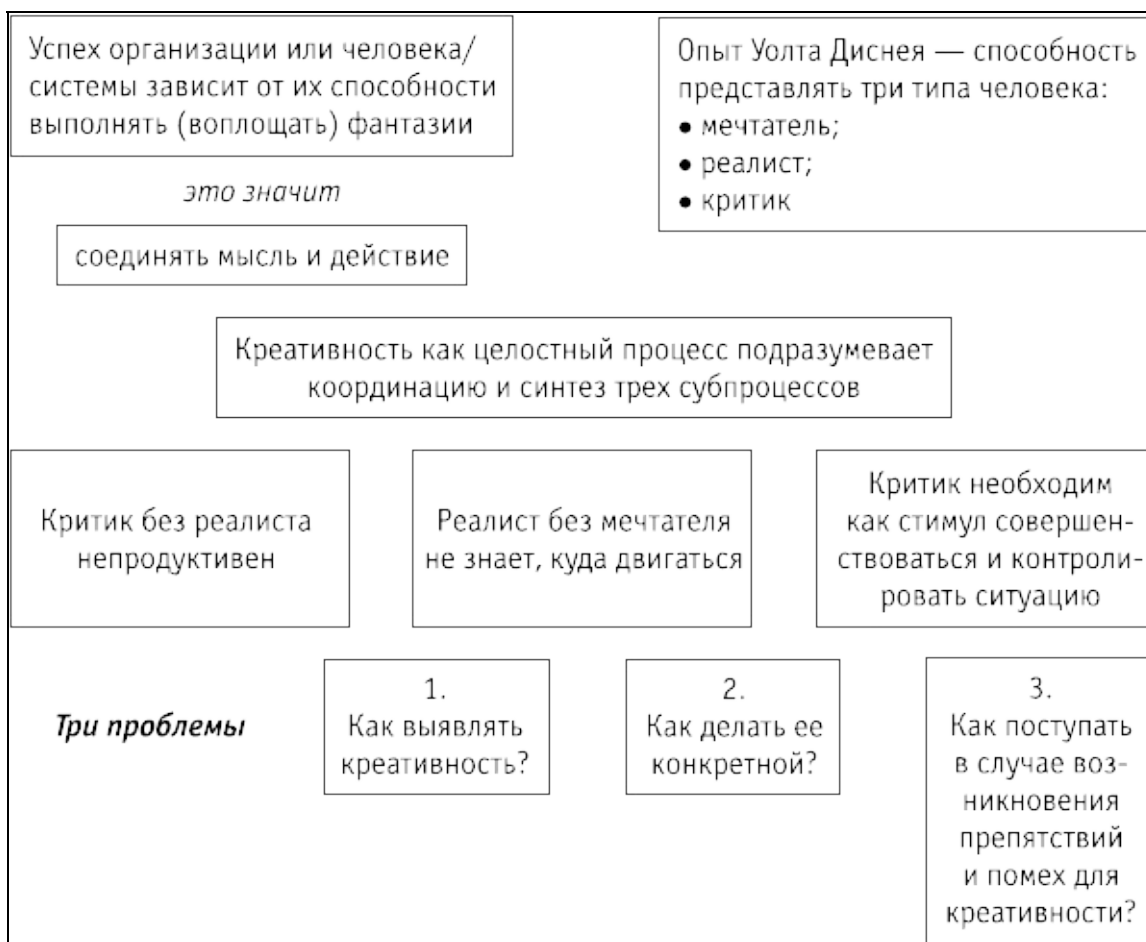 Успех организации или человека/
системы зависит от их способности
выполнять (воплощать) фантазии
Опыт Уолта Диснея — способность
представлять три типа человека:
• мечтатель;
• реалист;
• критик
это значит
соединять мысль и действие
Креативность как целостный процесс подразумевает
координацию и синтез трех субпроцессов
Критик без реалиста
непродуктивен
Реалист без мечтателя
не знает, куда двигаться
Критик необходим
как стимул совершен-
ствоваться и контроли-
ровать ситуацию
Три проблемы
1.
Как выявлять
креативность?
2.
Как делать ее
конкретной?
3.
Как поступать
в случае воз-
никновения
препятствий
и помех для
креативности?